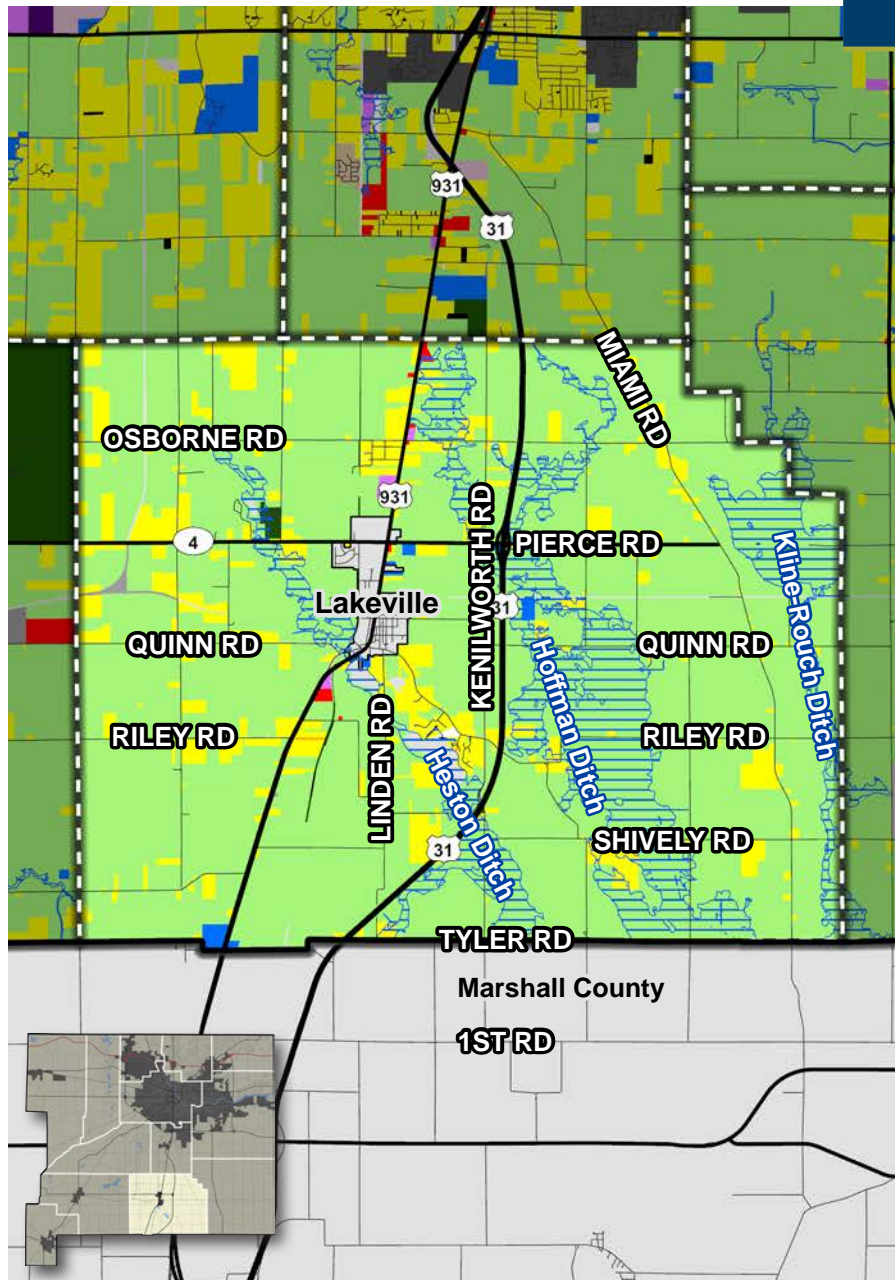 931
31
MIAMI RD
OSBORNE RD
931
KENILWORTH RD
4
PIERCE RD
Kline-Rouch Ditch
Lakeville
31
QUINN RD
QUINN RD
Hoffman Ditch
RILEY RD
RILEY RD
LINDEN RD
Heston Ditch
SHIVELY RD
31
TYLER RD
Marshall County
1ST RD